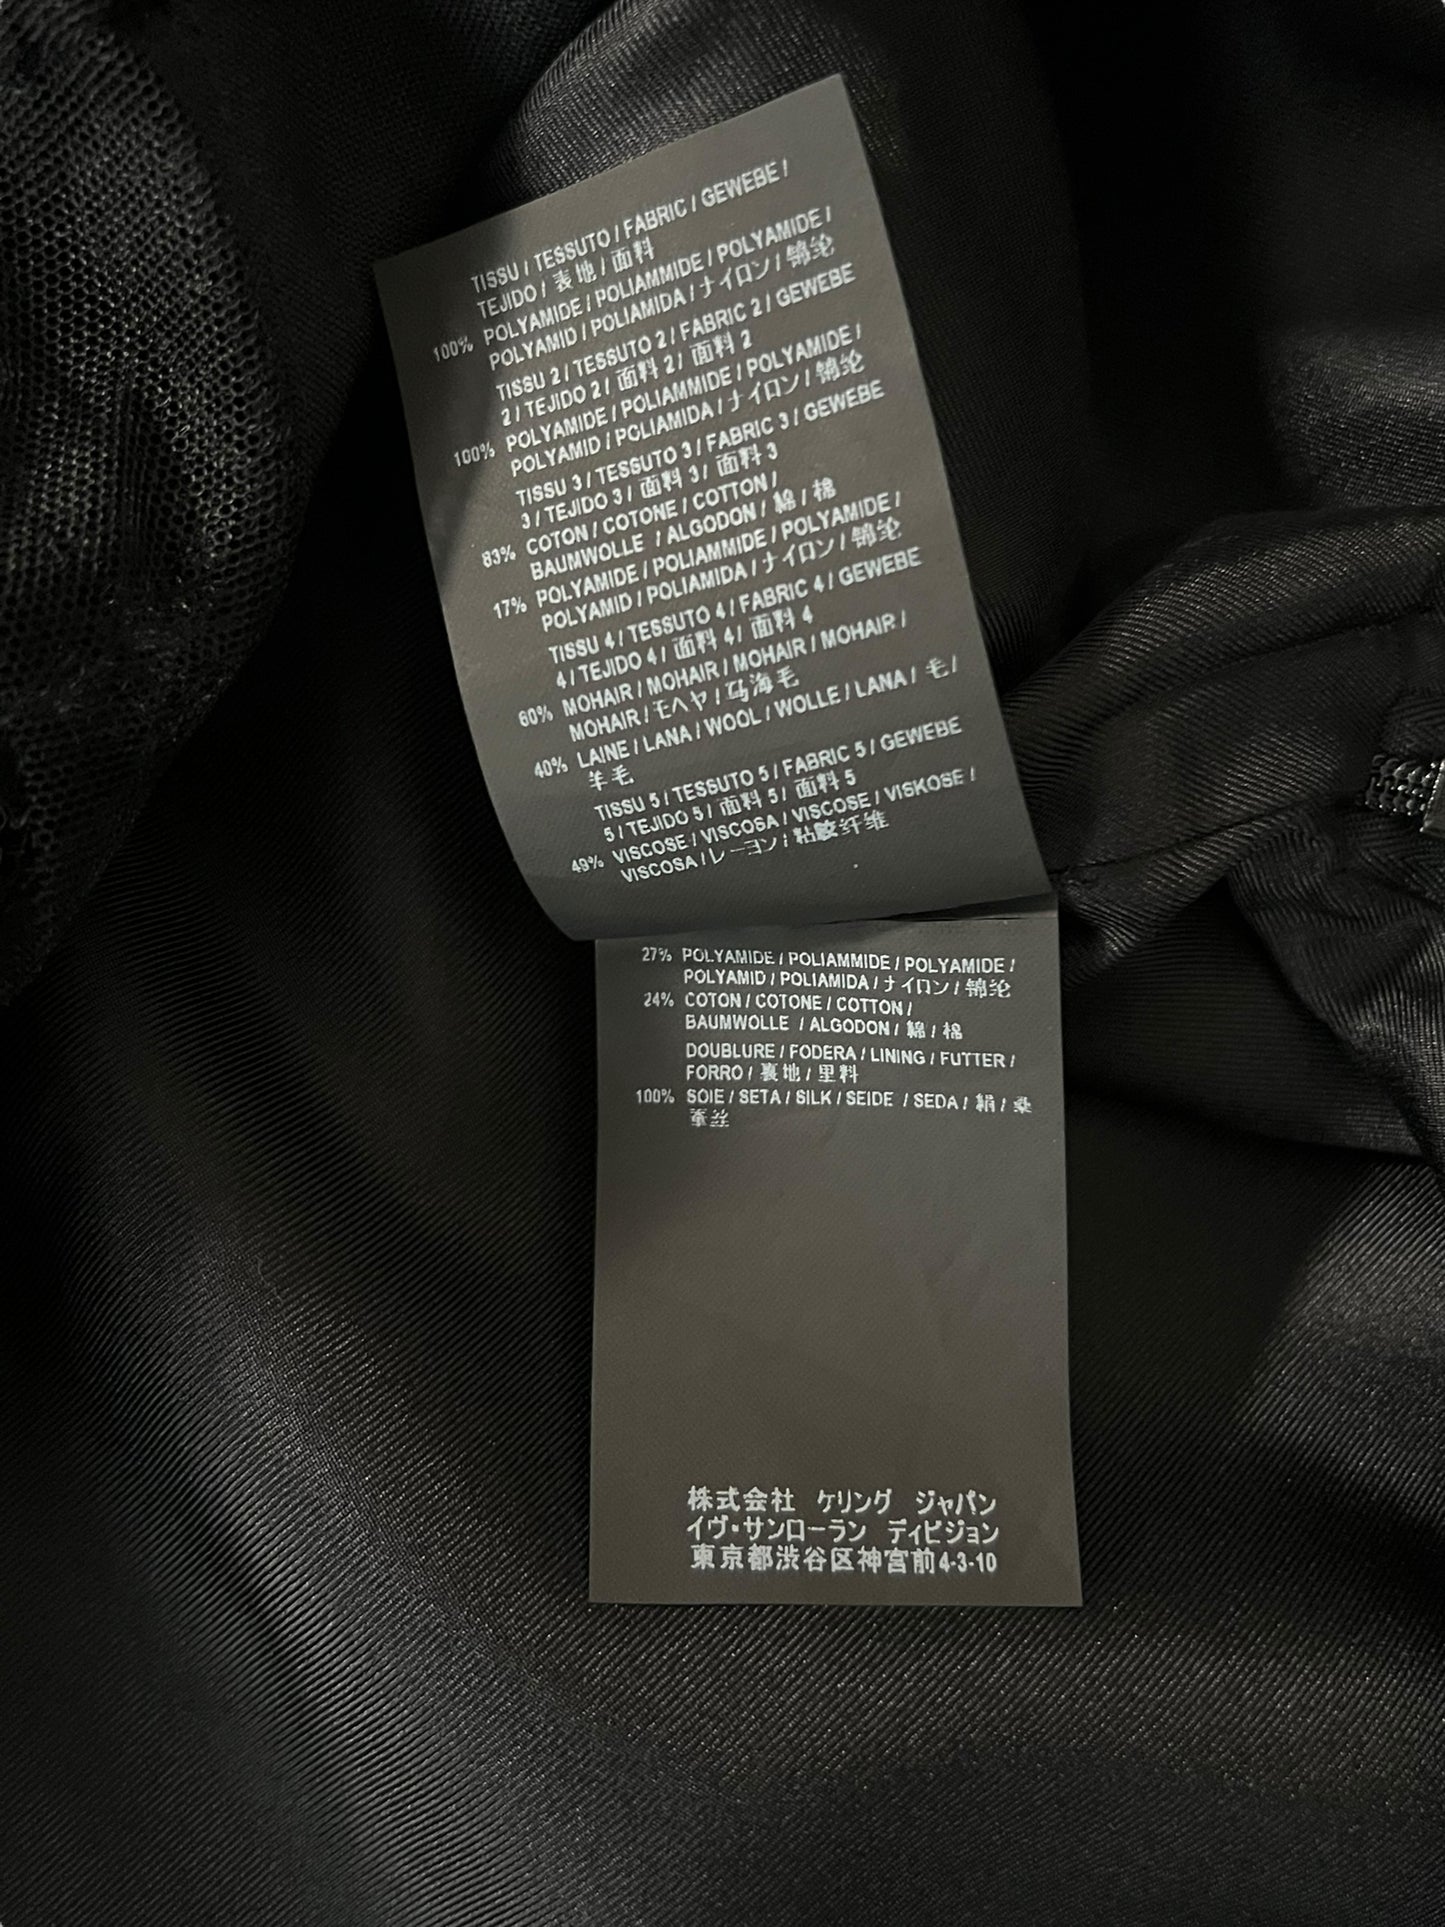 TISSU / TESSUTO / FABRIC / GEWEBE /
TEJIDO / 表地 / 面料
100% POLYAMIDE / POLIAMMIDE / POLYAMIDE /
POLYAMID / POLIAMIDA / ナイロン / 锦纶
TISSU 2 / TESSUTO 2 / FABRIC 2 / GEWEBE
2 / TEJIDO 2 / 面料 2 / 面料 2
100% POLYAMIDE / POLIAMMIDE / POLYAMIDE /
POLYAMID / POLIAMIDA / ナイロン / 锦纶
TISSU 3 / TESSUTO 3 / FABRIC 3 / GEWEBE
3 / TEJIDO 3 / 面料 3 / 面料 3
83% COTON / COTONE / COTTON /
BAUMWOLLE / ALGODON / 綿 / 棉
17% POLYAMIDE / POLIAMMIDE / POLYAMIDE /
POLYAMID / POLIAMIDA / ナイロン / 锦纶
TISSU 4 / TESSUTO 4 / FABRIC 4 / GEWEBE
4 / TEJIDO 4 / 面料 4 / 面料 4
60% MOHAIR / MOHAIR / MOHAIR / MOHAIR /
MOHAIR / モヘヤ / 马海毛
40% LAINE / LANA / WOOL / WOLLE / LANA / 毛 /
羊毛
TISSU 5 / TESSUTO 5 / FABRIC 5 / GEWEBE
5 / TEJIDO 5 / 面料 5 / 面料 5
49% VISCOSE / VISCOSA / VISCOSE / VISKOSE /
VISCOSA / レーヨン / 粘胶纤维
27% POLYAMIDE / POLIAMMIDE / POLYAMIDE /
POLYAMID / POLIAMIDA / ナイロン / 锦纶
24% COTON / COTONE / COTTON /
BAUMWOLLE / ALGODON / 綿 / 棉
DOUBLURE / FODERA / LINING / FUTTER /
FORRO / 裏地 / 里料
100% SOIE / SETA / SILK / SEIDE / SEDA / 絹 / 桑
蚕丝
株式会社 ケリング ジャパン
イヴ・サンローラン ディビジョン
東京都渋谷区神宮前4-3-10